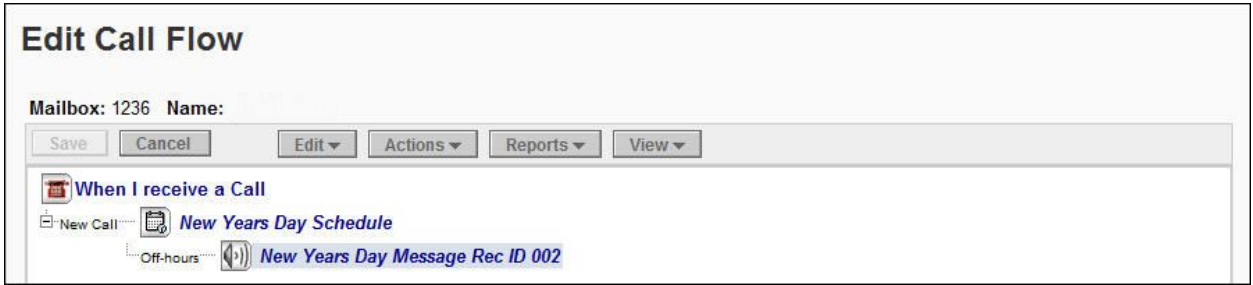 Edit Call Flow
Mailbox: 1236 Name:
Save Cancel Edit Actions Reports View
When I receive a Call
New Call New Years Day Schedule
Off-hours New Years Day Message Rec ID 002